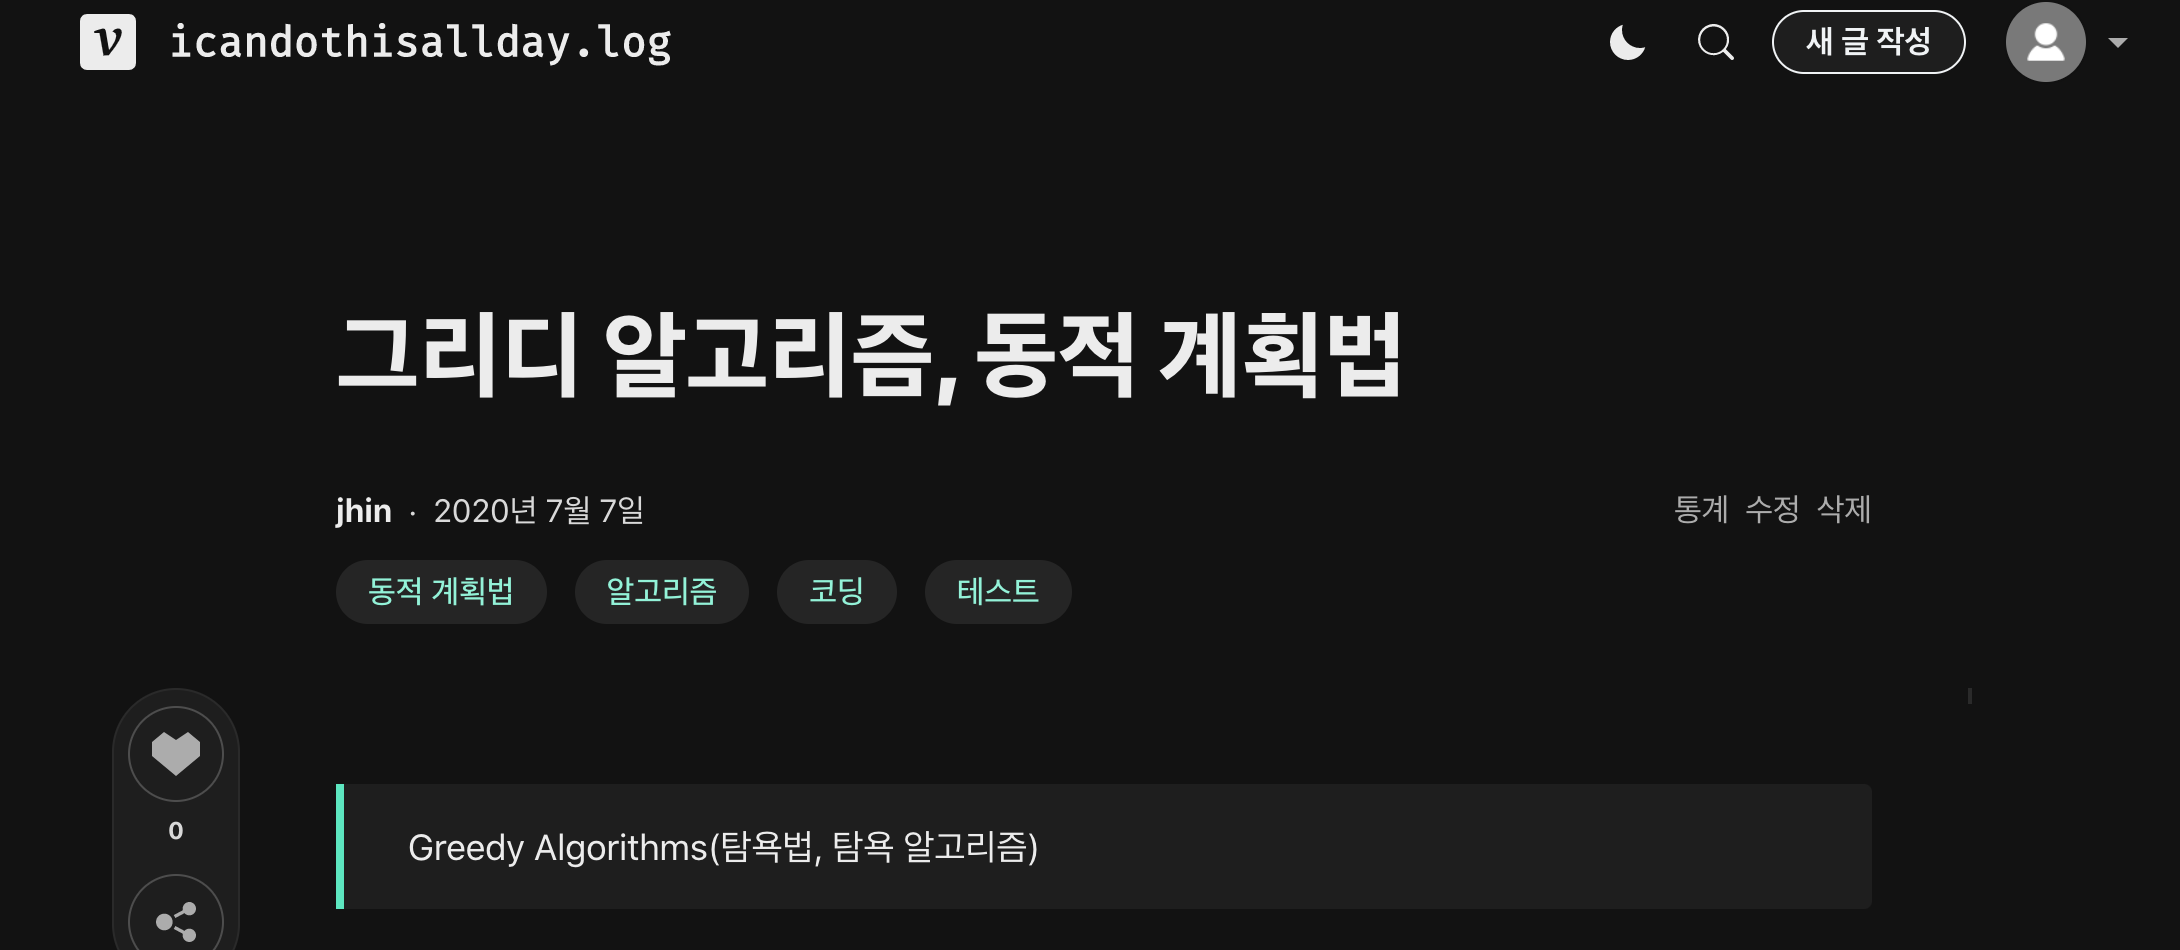 v icandothisallday.log 새 글 작성
그리디 알고리즘, 동적 계획법
jhin · 2020년 7월 7일 통계 수정 삭제
동적 계획법 알고리즘 코딩 테스트
0
Greedy Algorithms(탐욕법, 탐욕 알고리즘)